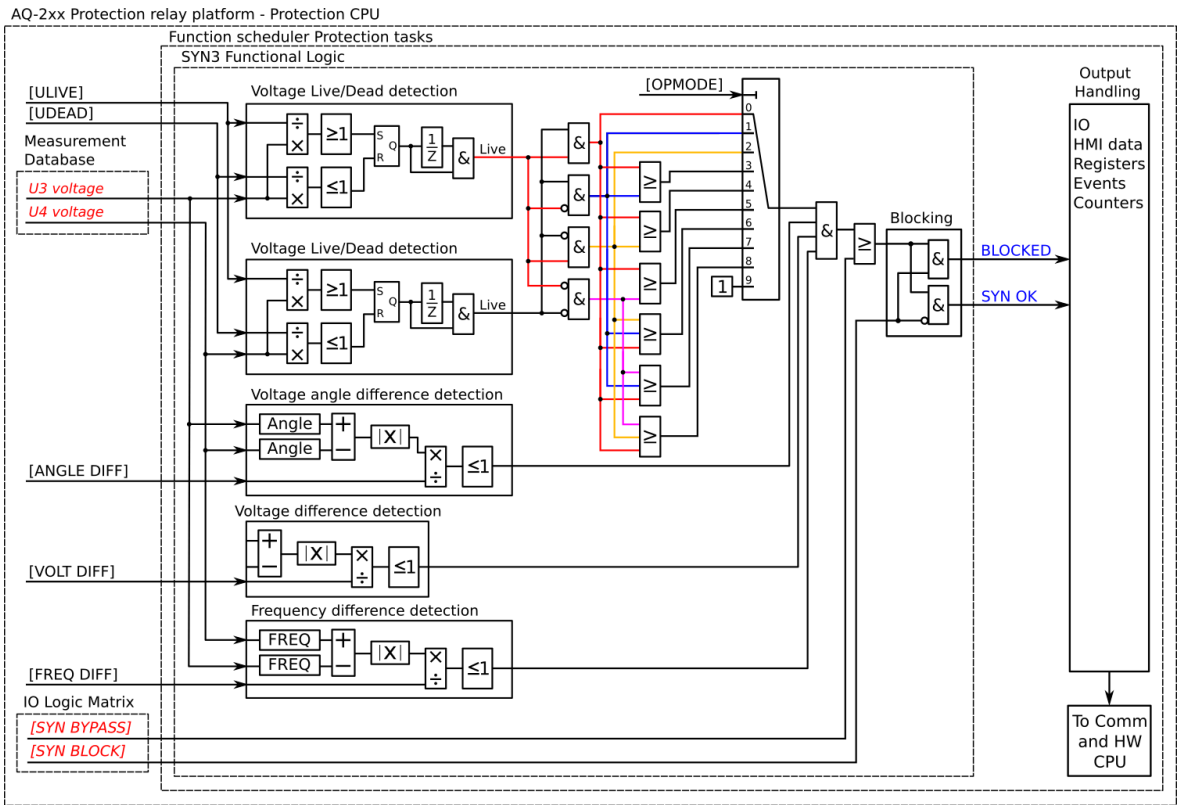 AQ-2xx Protection relay platform - Protection CPU
Function scheduler Protection tasks
SYN3 Functional Logic
[ULIVE]
[UDEAD]
Measurement
Database
U3 voltage
U4 voltage
Voltage Live/Dead detection
÷
×
≥1
÷
×
≤1
S
Q
R
1
Z
&
Live
Voltage Live/Dead detection
÷
×
≥1
÷
×
≤1
S
Q
R
1
Z
&
Live
&
&
&
&
≥
≥
≥
≥
≥
≥
[OPMODE]
0
1
2
3
4
5
6
7
8
9
1
Voltage angle difference detection
Angle
Angle
+
−
|X|
×
÷
≤1
[ANGLE DIFF]
Voltage difference detection
+
−
|X|
×
÷
≤1
[VOLT DIFF]
Frequency difference detection
FREQ
FREQ
+
−
|X|
×
÷
≤1
[FREQ DIFF]
IO Logic Matrix
[SYN BYPASS]
[SYN BLOCK]
&
≥
Blocking
&
&
BLOCKED
SYN OK
Output
Handling
IO
HMI data
Registers
Events
Counters
To Comm
and HW
CPU